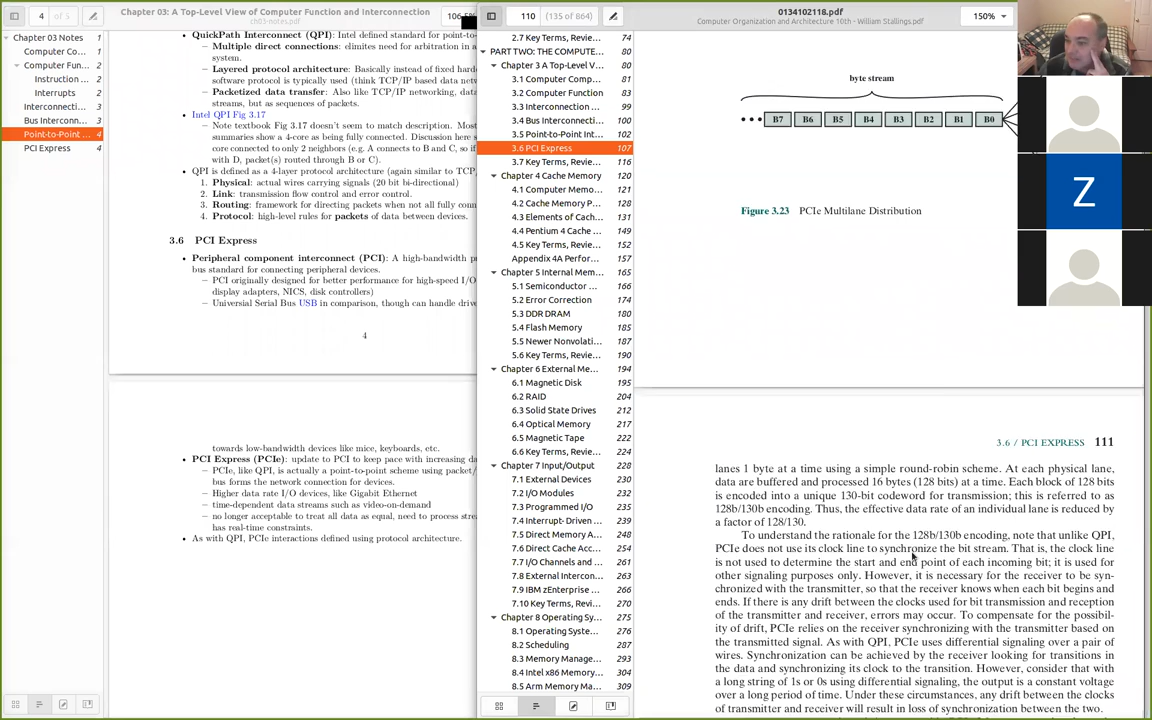 4 of 5
Chapter 03: A Top-Level View of Computer Function and Interconnection
ch03-notes.pdf
106.
Chapter 03 Notes
Computer Co... 1
Computer Fun... 2
Instruction ... 2
Interrupts 2
Interconnecti... 3
Bus Interconn... 3
Point-to-Point ... 4
PCI Express 4
• QuickPath Interconnect (QPI): Intel defined standard for point-to-
– Multiple direct connections: elimites need for arbitration in a
system.
– Layered protocol architecture: Basically instead of fixed hard
software protocol is typically used (think TCP/IP based data net
– Packetized data transfer: Also like TCP/IP networking, data
streams, but as sequences of packets.
• Intel QPI Fig 3.17
– Note textbook Fig 3.17 doesn't seem to match description. Most
summaries show a 4-core as being fully connected. Discussion here s
core connected to only 2 neighbors (e.g. A connects to B and C, so if
with D, packet(s) routed through B or C).
• QPI is defined as a 4-layer protocol architecture (again similar to TCP
1. Physical: actual wires carrying signals (20 bit bi-directional)
2. Link: transmission flow control and error control.
3. Routing: framework for directing packets when not all fully conn
4. Protocol: high-level rules for packets of data between devices.
3.6 PCI Express
• Peripheral component interconnect (PCI): A high-bandwidth p
bus standard for connecting peripheral devices.
– PCI originally designed for better performance for high-speed I/O
display adapters, NICS, disk controllers)
– Universial Serial Bus USB in comparison, though can handle drive
4
towards low-bandwidth devices like mice, keyboards, etc.
• PCI Express (PCIe): update to PCI to keep pace with increasing da
– PCIe, like QPI, is actually a point-to-point scheme using packet/
bus forms the network connection for devices.
– Higher data rate I/O devices, like Gigabit Ethernet
– time-dependent data streams such as video-on-demand
– no longer acceptable to treat all data as equal, need to process strea
has real-time constraints.
• As with QPI, PCIe interactions defined using protocol architecture.
110 (135 of 864)
0134102118.pdf
Computer Organization and Architecture 10th - William Stallings.pdf
150%
2.7 Key Terms, Revie... 74
PART TWO: THE COMPUTE... 80
Chapter 3 A Top-Level V... 80
3.1 Computer Comp... 81
3.2 Computer Function 83
3.3 Interconnection ... 99
3.4 Bus Interconnecti... 100
3.5 Point-to-Point Int... 102
3.6 PCI Express 107
3.7 Key Terms, Revie... 116
Chapter 4 Cache Memory 120
4.1 Computer Memo... 121
4.2 Cache Memory P... 128
4.3 Elements of Cach... 131
4.4 Pentium 4 Cache ... 149
4.5 Key Terms, Revie... 152
Appendix 4A Perfor... 157
Chapter 5 Internal Mem... 165
5.1 Semiconductor ... 166
5.2 Error Correction 174
5.3 DDR DRAM 180
5.4 Flash Memory 185
5.5 Newer Nonvolati... 187
5.6 Key Terms, Revie... 190
Chapter 6 External Me... 194
6.1 Magnetic Disk 195
6.2 RAID 204
6.3 Solid State Drives 212
6.4 Optical Memory 217
6.5 Magnetic Tape 222
6.6 Key Terms, Revie... 224
Chapter 7 Input/Output 228
7.1 External Devices 230
7.2 I/O Modules 232
7.3 Programmed I/O 235
7.4 Interrupt- Driven ... 239
7.5 Direct Memory A... 248
7.6 Direct Cache Acc... 254
7.7 I/O Channels and ... 261
7.8 External Intercon... 263
7.9 IBM zEnterprise ... 266
7.10 Key Terms, Revi... 270
Chapter 8 Operating Sy... 275
8.1 Operating Syste... 276
8.2 Scheduling 287
8.3 Memory Manage... 293
8.4 Intel x86 Memory... 304
8.5 Arm Memory Ma... 309
byte stream
B7 B6 B5 B4 B3 B2 B1 B0
Figure 3.23 PCIe Multilane Distribution
3.6 / PCI EXPRESS 111
lanes 1 byte at a time using a simple round-robin scheme. At each physical lane,
data are buffered and processed 16 bytes (128 bits) at a time. Each block of 128 bits
is encoded into a unique 130-bit codeword for transmission; this is referred to as
128b/130b encoding. Thus, the effective data rate of an individual lane is reduced by
a factor of 128/130.
To understand the rationale for the 128b/130b encoding, note that unlike QPI,
PCIe does not use its clock line to synchronize the bit stream. That is, the clock line
is not used to determine the start and end point of each incoming bit; it is used for
other signaling purposes only. However, it is necessary for the receiver to be syn-
chronized with the transmitter, so that the receiver knows when each bit begins and
ends. If there is any drift between the clocks used for bit transmission and reception
of the transmitter and receiver, errors may occur. To compensate for the possibil-
ity of drift, PCIe relies on the receiver synchronizing with the transmitter based on
the transmitted signal. As with QPI, PCIe uses differential signaling over a pair of
wires. Synchronization can be achieved by the receiver looking for transitions in
the data and synchronizing its clock to the transition. However, consider that with
a long string of 1s or 0s using differential signaling, the output is a constant voltage
over a long period of time. Under these circumstances, any drift between the clocks
of transmitter and receiver will result in loss of synchronization between the two.
Z